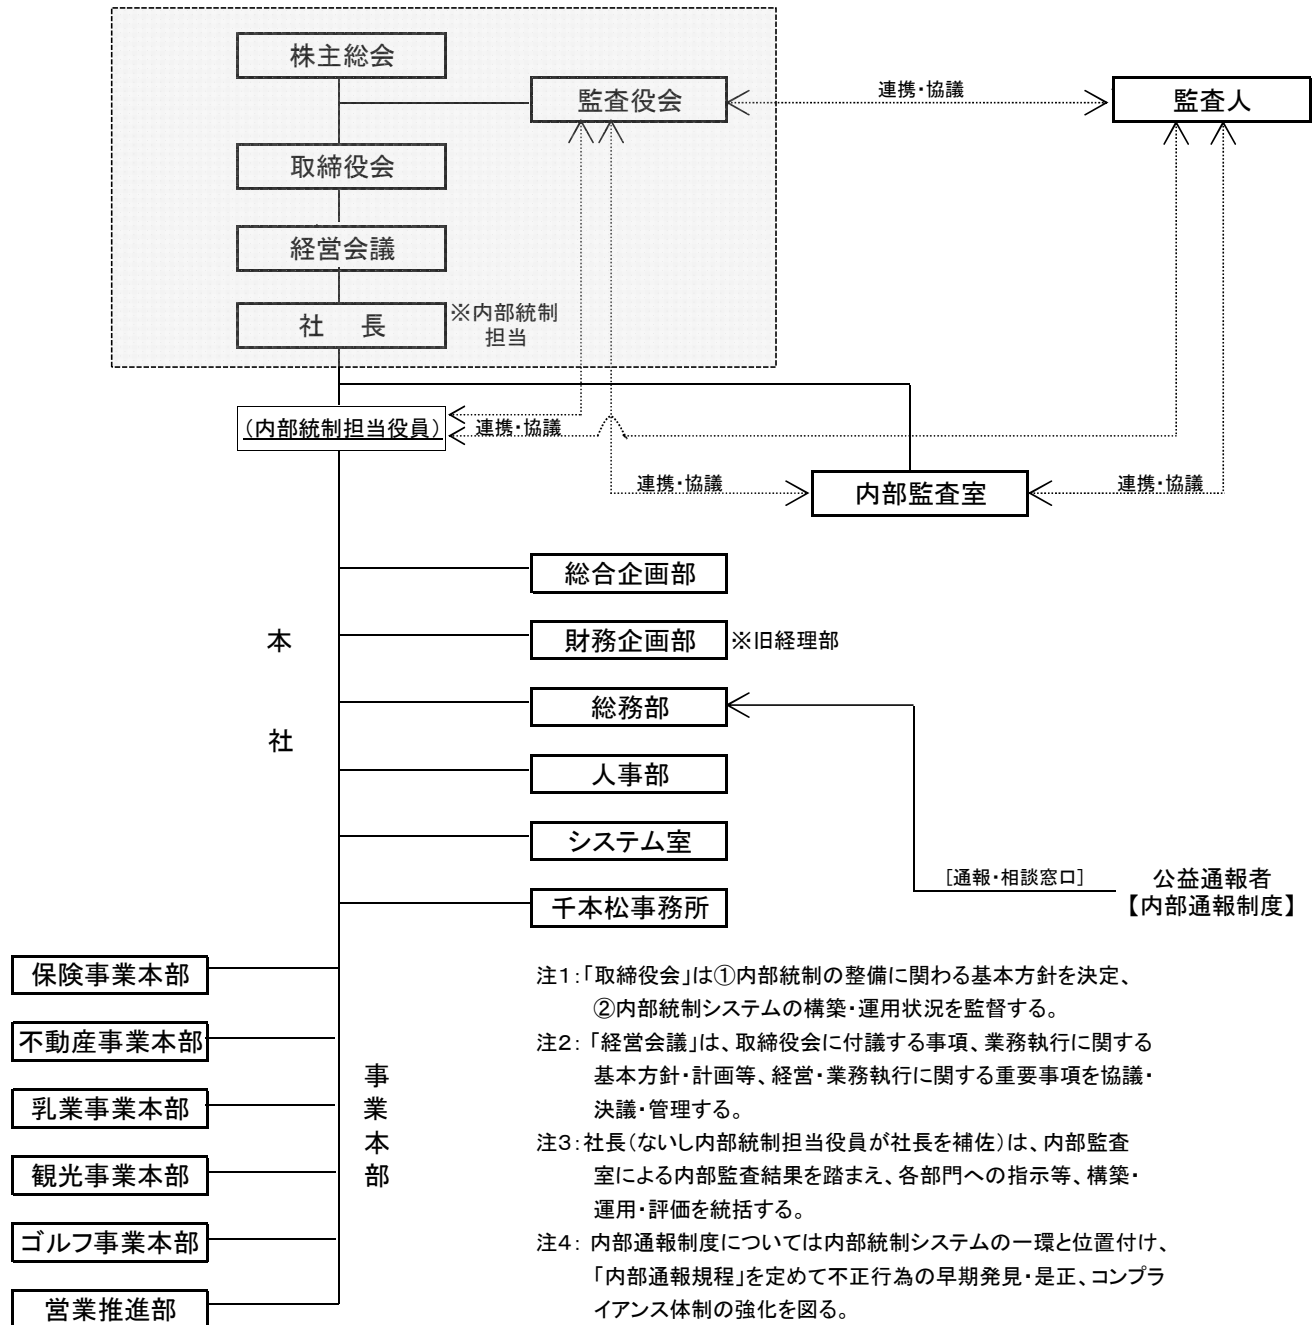 株主総会
監査役会
連携・協議
監査人
取締役会
経営会議
社　長
※内部統制
担当
(内部統制担当役員)
連携・協議
連携・協議
内部監査室
連携・協議
総合企画部
本
社
財務企画部
※旧経理部
総務部
人事部
システム室
[通報・相談窓口]
公益通報者
【内部通報制度】
千本松事務所
保険事業本部
不動産事業本部
乳業事業本部
観光事業本部
ゴルフ事業本部
営業推進部
事
業
本
部
注１：「取締役会」は①内部統制の整備に関わる基本方針を決定、
②内部統制システムの構築・運用状況を監督する。
注２：「経営会議」は、取締役会に付議する事項、業務執行に関する
基本方針・計画等、経営・業務執行に関する重要事項を協議・
決議・管理する。
注３：社長（ないし内部統制担当役員が社長を補佐）は、内部監査
室による内部監査結果を踏まえ、各部門への指示等、構築・
運用・評価を統括する。
注４：内部通報制度については内部統制システムの一環と位置付け、
「内部通報規程」を定めて不正行為の早期発見・是正、コンプラ
イアンス体制の強化を図る。